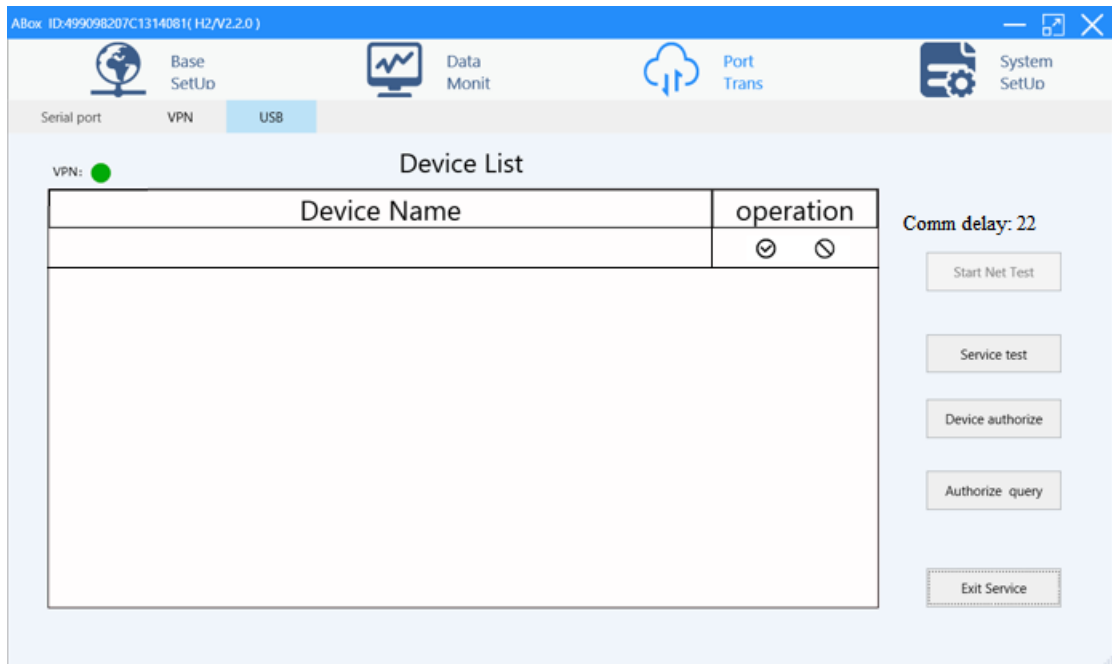 ABox ID:499098207C1314081( H2/V2.2.0 )
Base
SetUp
Data
Monit
Port
Trans
System
SetUp
Serial port
VPN
USB
VPN:
Device List
Device Name
operation
Comm delay: 22
Start Net Test
Service test
Device authorize
Authorize query
Exit Service